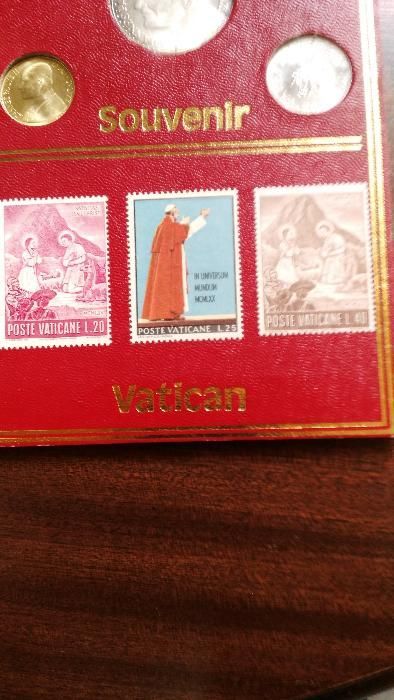 Souvenir
POSTE VATICANE L.20
IN UNIVERSUM
MUNDUM
MCMLXX
POSTE VATICANE L.25
POSTE VATICANE L.40
Vatican